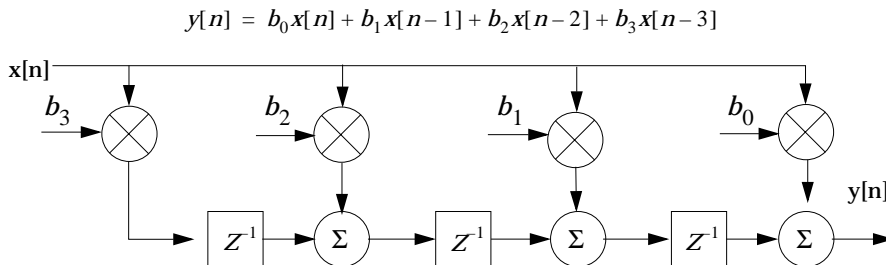 y[n] = b₀x[n] + b₁x[n−1] + b₂x[n−2] + b₃x[n−3]
x[n]
b₃ b₂ b₁ b₀
y[n]
Z⁻¹ Σ Z⁻¹ Σ Z⁻¹ Σ